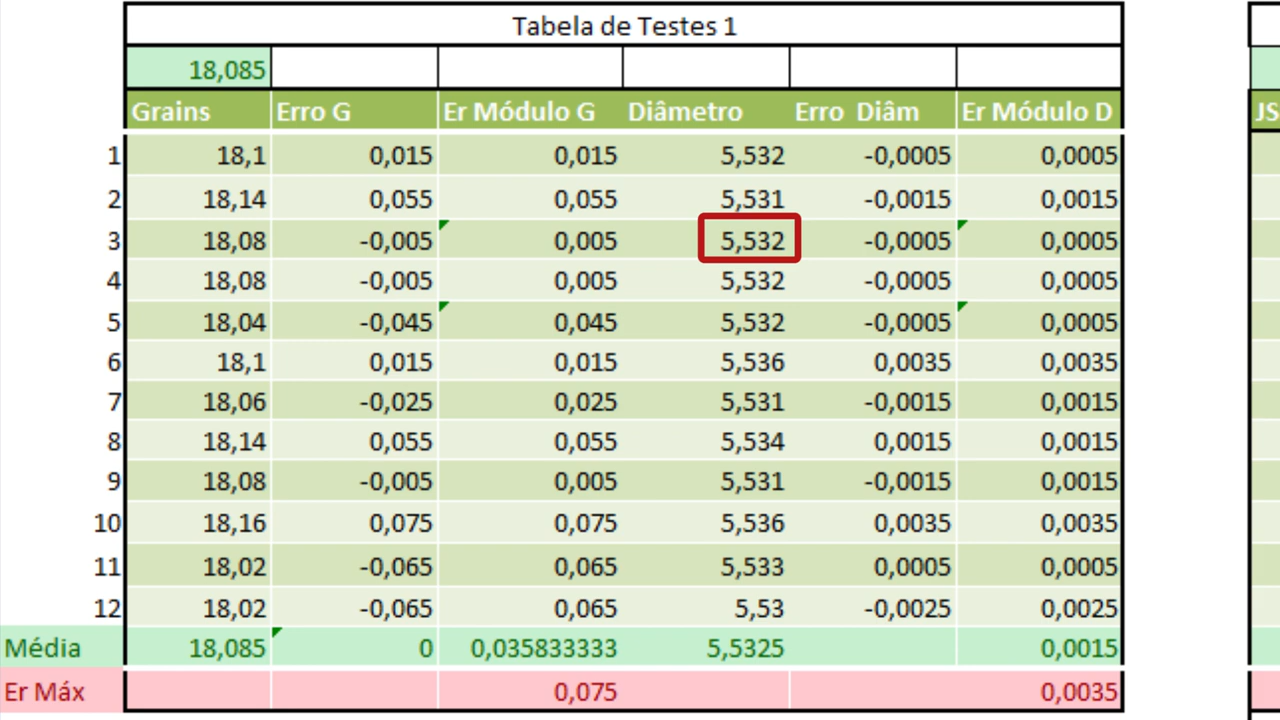 Tabela de Testes 1
18,085
Grains Erro G Er Módulo G Diâmetro Erro Diâm Er Módulo D JS
1 18,1 0,015 0,015 5,532 -0,0005 0,0005
2 18,14 0,055 0,055 5,531 -0,0015 0,0015
3 18,08 -0,005 0,005 5,532 -0,0005 0,0005
4 18,08 -0,005 0,005 5,532 -0,0005 0,0005
5 18,04 -0,045 0,045 5,532 -0,0005 0,0005
6 18,1 0,015 0,015 5,536 0,0035 0,0035
7 18,06 -0,025 0,025 5,531 -0,0015 0,0015
8 18,14 0,055 0,055 5,534 0,0015 0,0015
9 18,08 -0,005 0,005 5,531 -0,0015 0,0015
10 18,16 0,075 0,075 5,536 0,0035 0,0035
11 18,02 -0,065 0,065 5,533 0,0005 0,0005
12 18,02 -0,065 0,065 5,53 -0,0025 0,0025
Média 18,085 0 0,035833333 5,5325 0,0015
Er Máx 0,075 0,0035